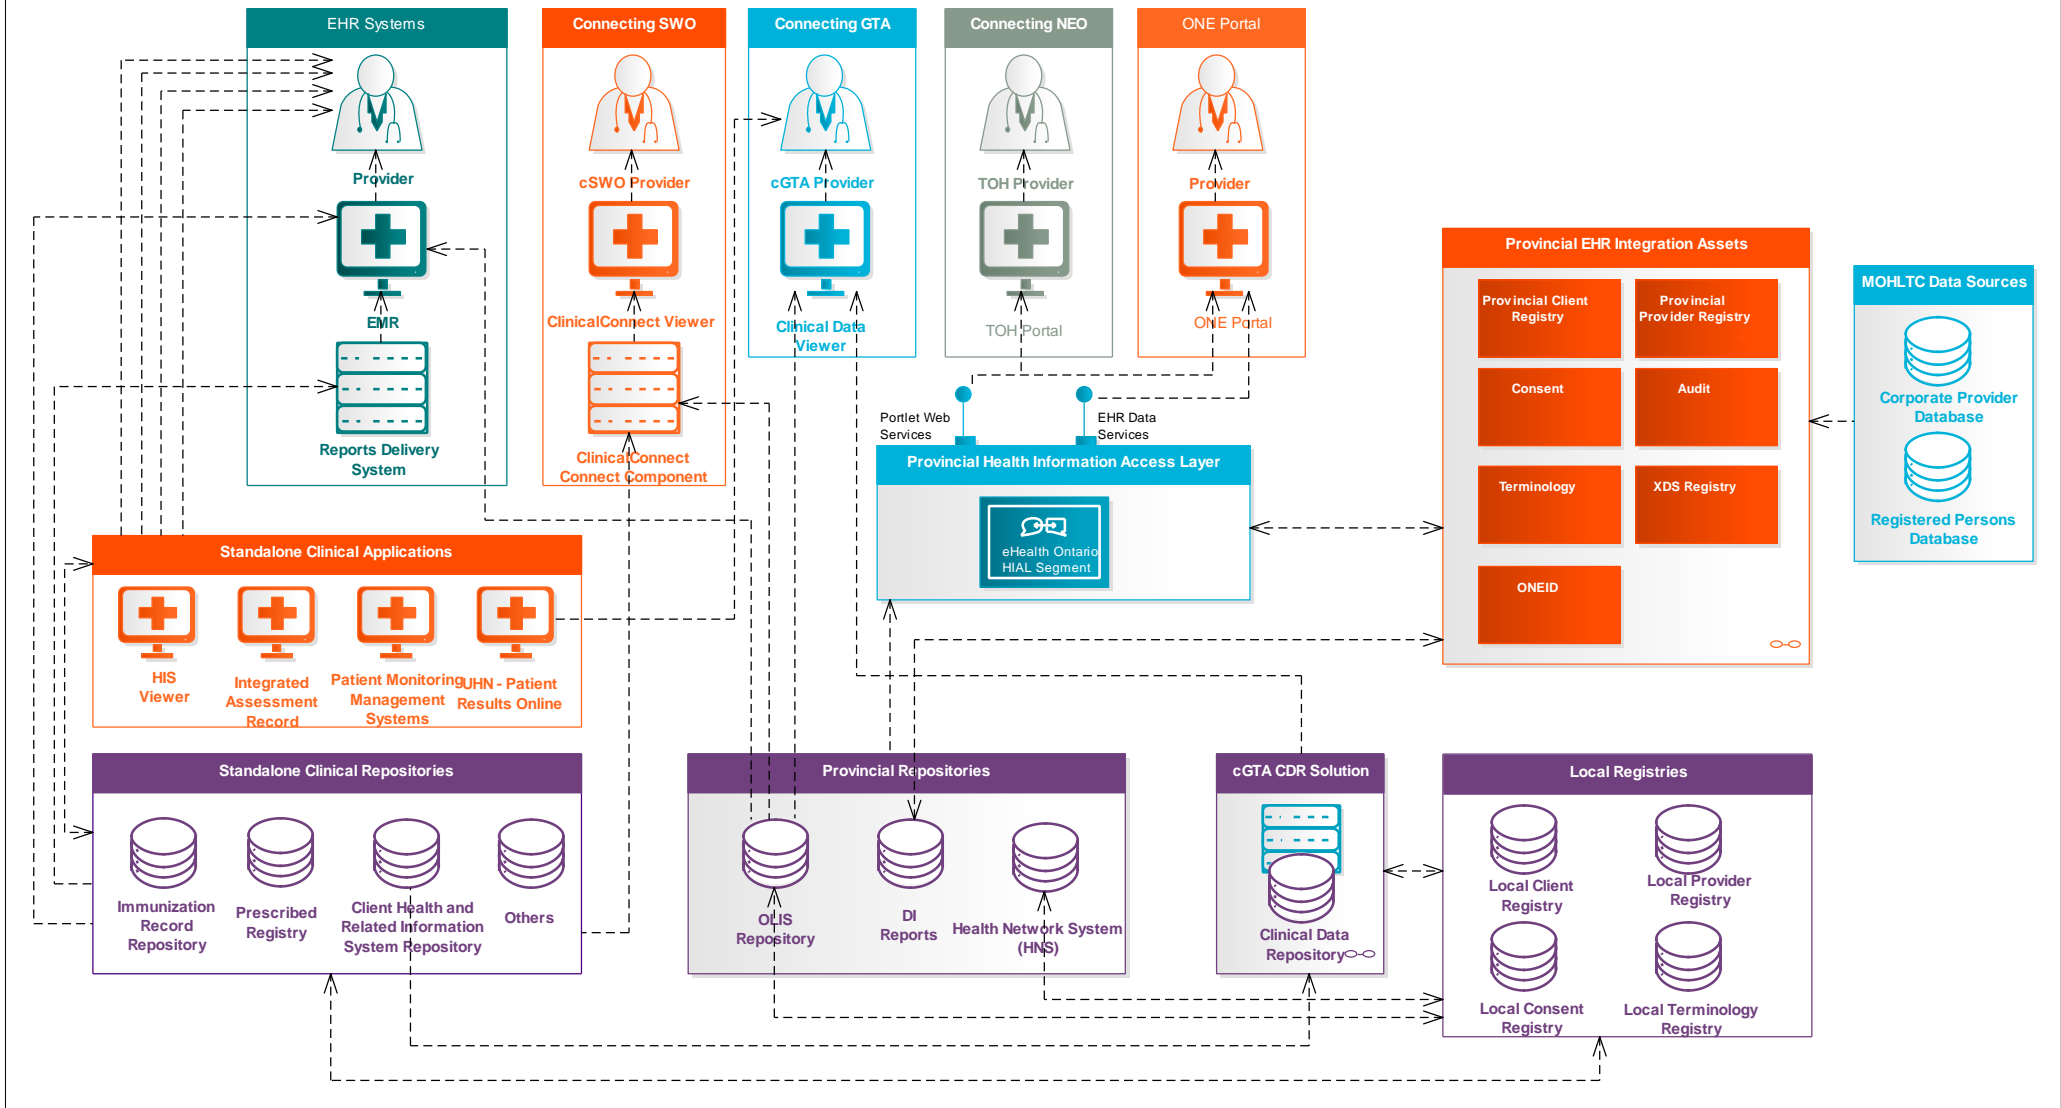 EHR Systems
Connecting SWO
Connecting GTA
Connecting NEO
ONE Portal
Provider
cSWO Provider
cGTA Provider
TOH Provider
Provider
EMR
ClinicalConnect Viewer
Clinical Data
Viewer
TOH Portal
ONE Portal
Reports Delivery
System
ClinicalConnect
Connect Component
Portlet Web
Services
EHR Data
Services
Provincial Health Information Access Layer
eHealth Ontario
HIAL Segment
Provincial EHR Integration Assets
Provincial Client
Registry
Provincial
Provider Registry
Consent
Audit
Terminology
XDS Registry
ONEID
MOHLTC Data Sources
Corporate Provider
Database
Registered Persons
Database
Standalone Clinical Applications
HIS
Viewer
Integrated
Assessment
Record
Patient Monitoring
Management
Systems
UHN - Patient
Results Online
Standalone Clinical Repositories
Immunization
Record
Repository
Prescribed
Registry
Client Health and
Related Information
System Repository
Others
Provincial Repositories
OLIS
Repository
DI
Reports
Health Network System
(HNS)
cGTA CDR Solution
Clinical Data
Repository
Local Registries
Local Client
Registry
Local Provider
Registry
Local Consent
Registry
Local Terminology
Registry